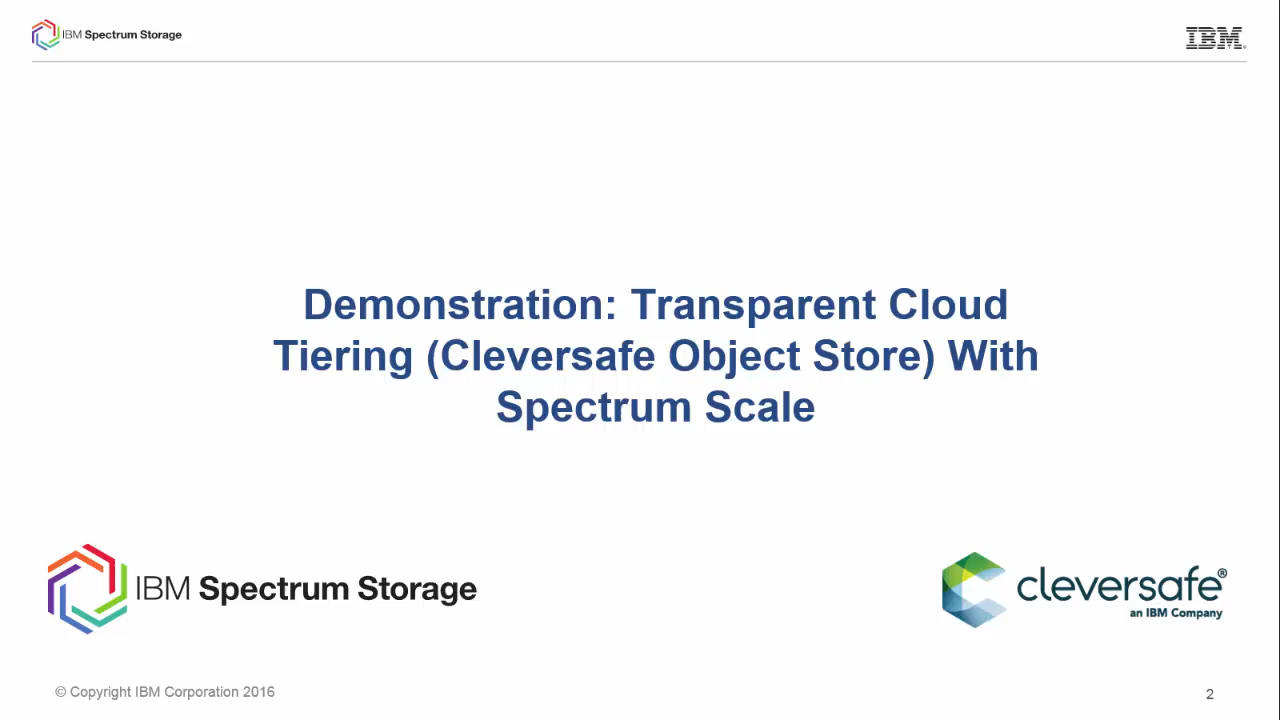 IBM Spectrum Storage
IBM®
Demonstration: Transparent Cloud
Tiering (Cleversafe Object Store) With
Spectrum Scale
IBM Spectrum Storage
cleversafe®
an IBM Company
© Copyright IBM Corporation 2016
2